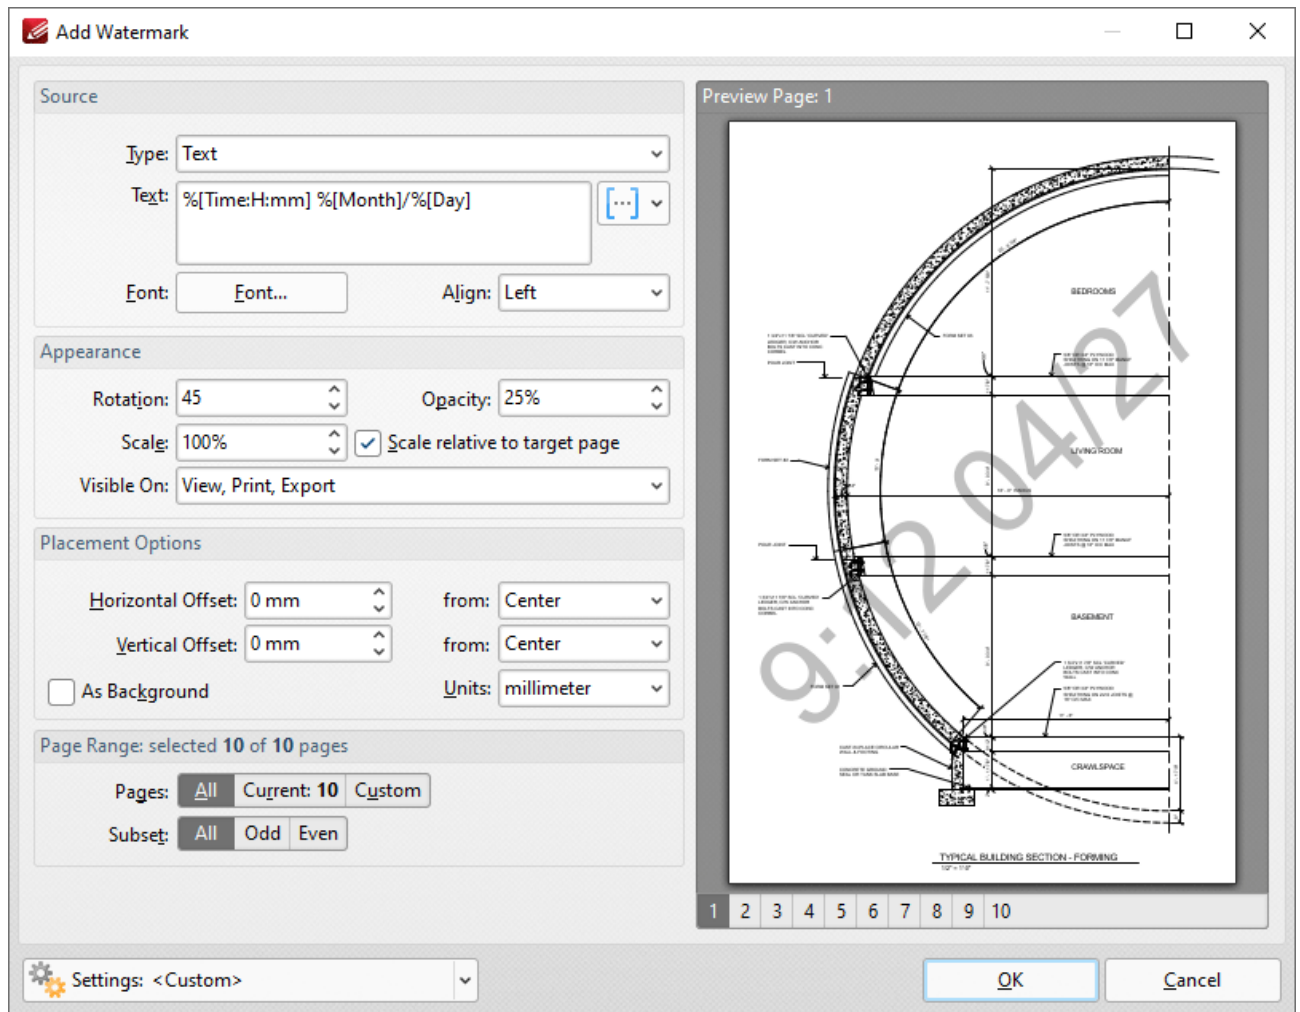 Add Watermark
Source
Type: Text
Text: %[Time:H:mm] %[Month]/%[Day]
Font: Font... Align: Left
Appearance
Rotation: 45 Opacity: 25%
Scale: 100% Scale relative to target page
Visible On: View, Print, Export
Placement Options
Horizontal Offset: 0 mm from: Center
Vertical Offset: 0 mm from: Center
As Background Units: millimeter
Page Range: selected 10 of 10 pages
Pages: All Current: 10 Custom
Subset: All Odd Even
Preview Page: 1
BEDROOMS
LIVING ROOM
BASEMENT
CRAWLSPACE
9:12 04/27
TYPICAL BUILDING SECTION - FORMING
1 2 3 4 5 6 7 8 9 10
Settings: <Custom>
OK Cancel